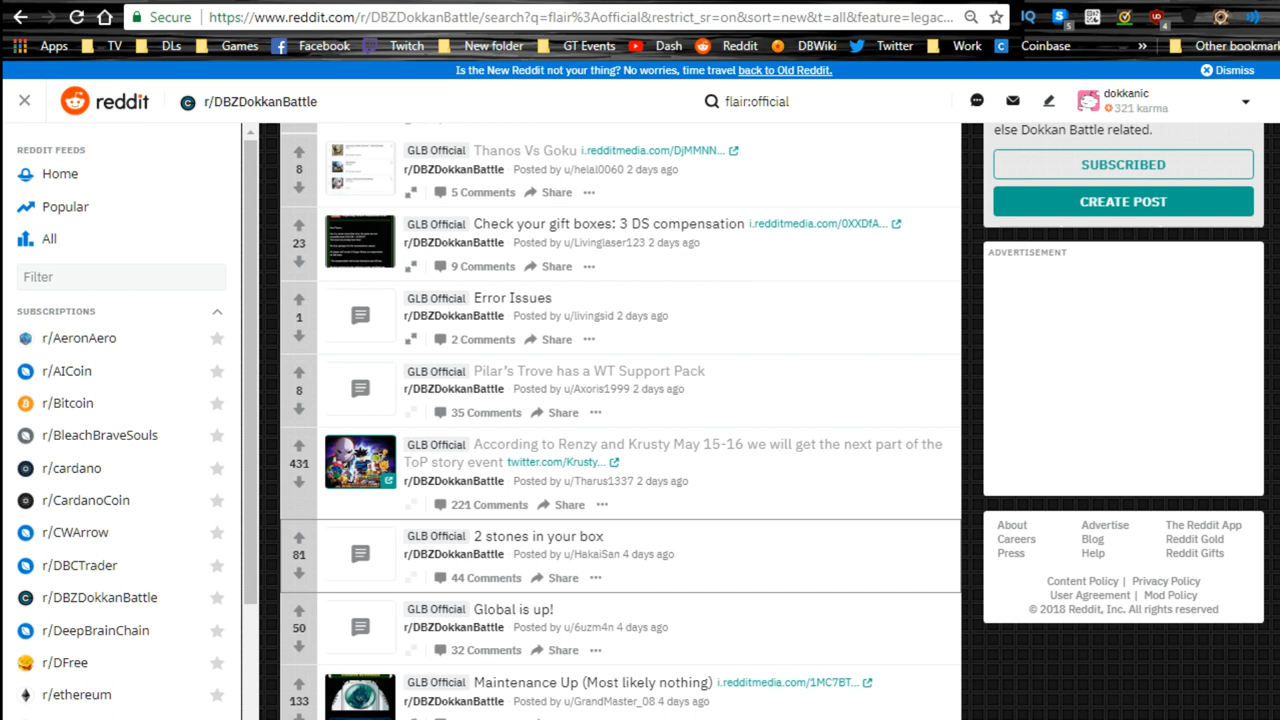 Secure https://www.reddit.com/r/DBZDokkanBattle/search?q=flair%3Aofficial&restrict_sr=on&sort=new&t=all&feature=legac...
Apps TV DLs Games Facebook Twitch New folder GT Events Dash Reddit DBWiki Twitter Work Coinbase » Other bookmark
Is the New Reddit not your thing? No worries, time travel back to Old Reddit. Dismiss
reddit r/DBZDokkanBattle flair:official dokkanic
321 karma
REDDIT FEEDS
Home
Popular
All
Filter
SUBSCRIPTIONS
r/AeronAero
r/AICoin
r/Bitcoin
r/BleachBraveSouls
r/cardano
r/CardanoCoin
r/CWArrow
r/DBCTrader
r/DBZDokkanBattle
r/DeepBrainChain
r/DFree
r/ethereum
8
GLB Official Thanos Vs Goku i.redditmedia.com/DjMMNN...
r/DBZDokkanBattle Posted by u/helal0060 2 days ago
5 Comments Share
23
GLB Official Check your gift boxes: 3 DS compensation i.redditmedia.com/0XXDfA...
r/DBZDokkanBattle Posted by u/Livinglaser123 2 days ago
9 Comments Share
1
GLB Official Error Issues
r/DBZDokkanBattle Posted by u/livingsid 2 days ago
2 Comments Share
8
GLB Official Pilar's Trove has a WT Support Pack
r/DBZDokkanBattle Posted by u/Axoris1999 2 days ago
35 Comments Share
431
GLB Official According to Renzy and Krusty May 15-16 we will get the next part of the
ToP story event twitter.com/Krusty...
r/DBZDokkanBattle Posted by u/Tharus1337 2 days ago
221 Comments Share
81
GLB Official 2 stones in your box
r/DBZDokkanBattle Posted by u/HakaiSan 4 days ago
44 Comments Share
50
GLB Official Global is up!
r/DBZDokkanBattle Posted by u/6uzm4n 4 days ago
32 Comments Share
133
GLB Official Maintenance Up (Most likely nothing) i.redditmedia.com/1MC7BT...
r/DBZDokkanBattle Posted by u/GrandMaster_08 4 days ago
else Dokkan Battle related.
SUBSCRIBED
CREATE POST
ADVERTISEMENT
About Advertise The Reddit App
Careers Blog Reddit Gold
Press Help Reddit Gifts
Content Policy | Privacy Policy
User Agreement | Mod Policy
© 2018 Reddit, Inc. All rights reserved